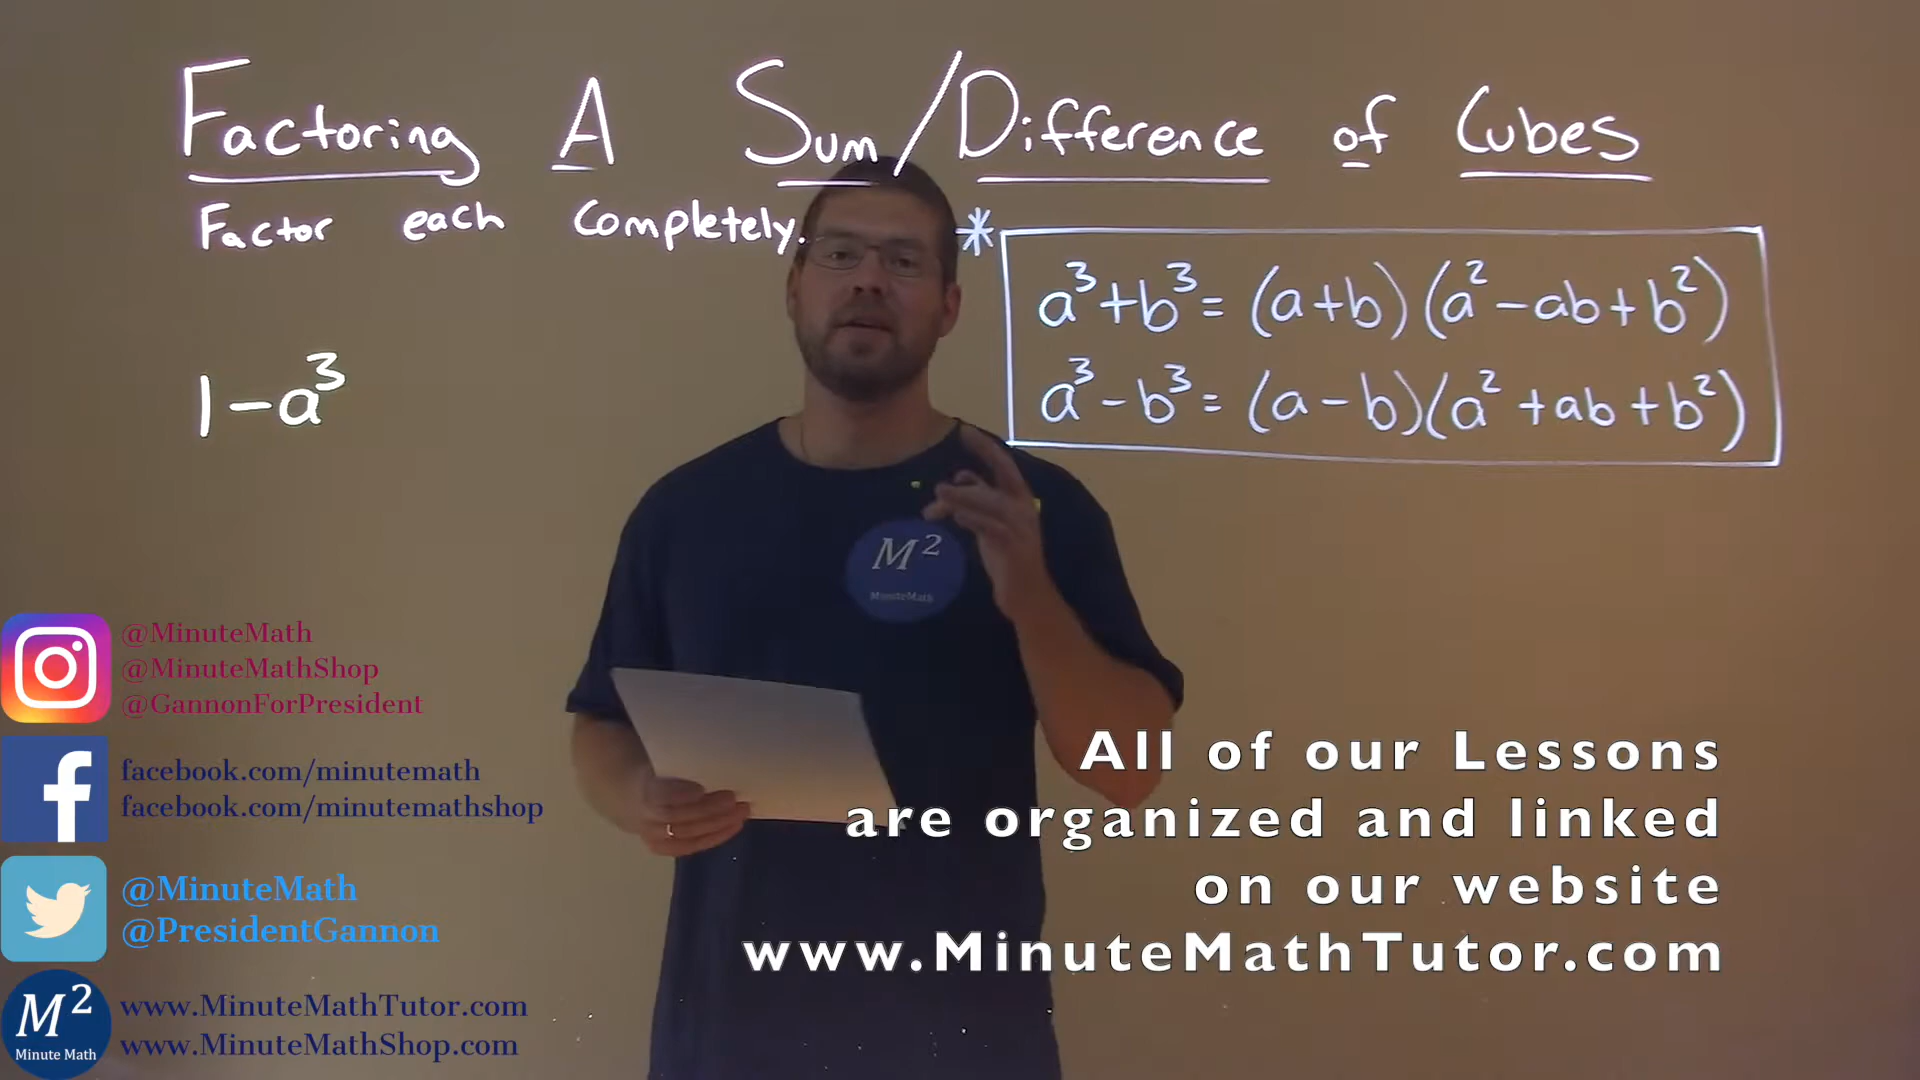 Factoring A Sum/Difference of Cubes
Factor each completely.
*
a³+b³= (a+b)(a²-ab+b²)
a³-b³= (a-b)(a²+ab+b²)
1-a³
M²
MinuteMath
@MinuteMath
@MinuteMathShop
@GannonForPresident
facebook.com/minutemath
facebook.com/minutemathshop
@MinuteMath
@PresidentGannon
M²
Minute Math
www.MinuteMathTutor.com
www.MinuteMathShop.com
All of our Lessons
are organized and linked
on our website
www.MinuteMathTutor.com